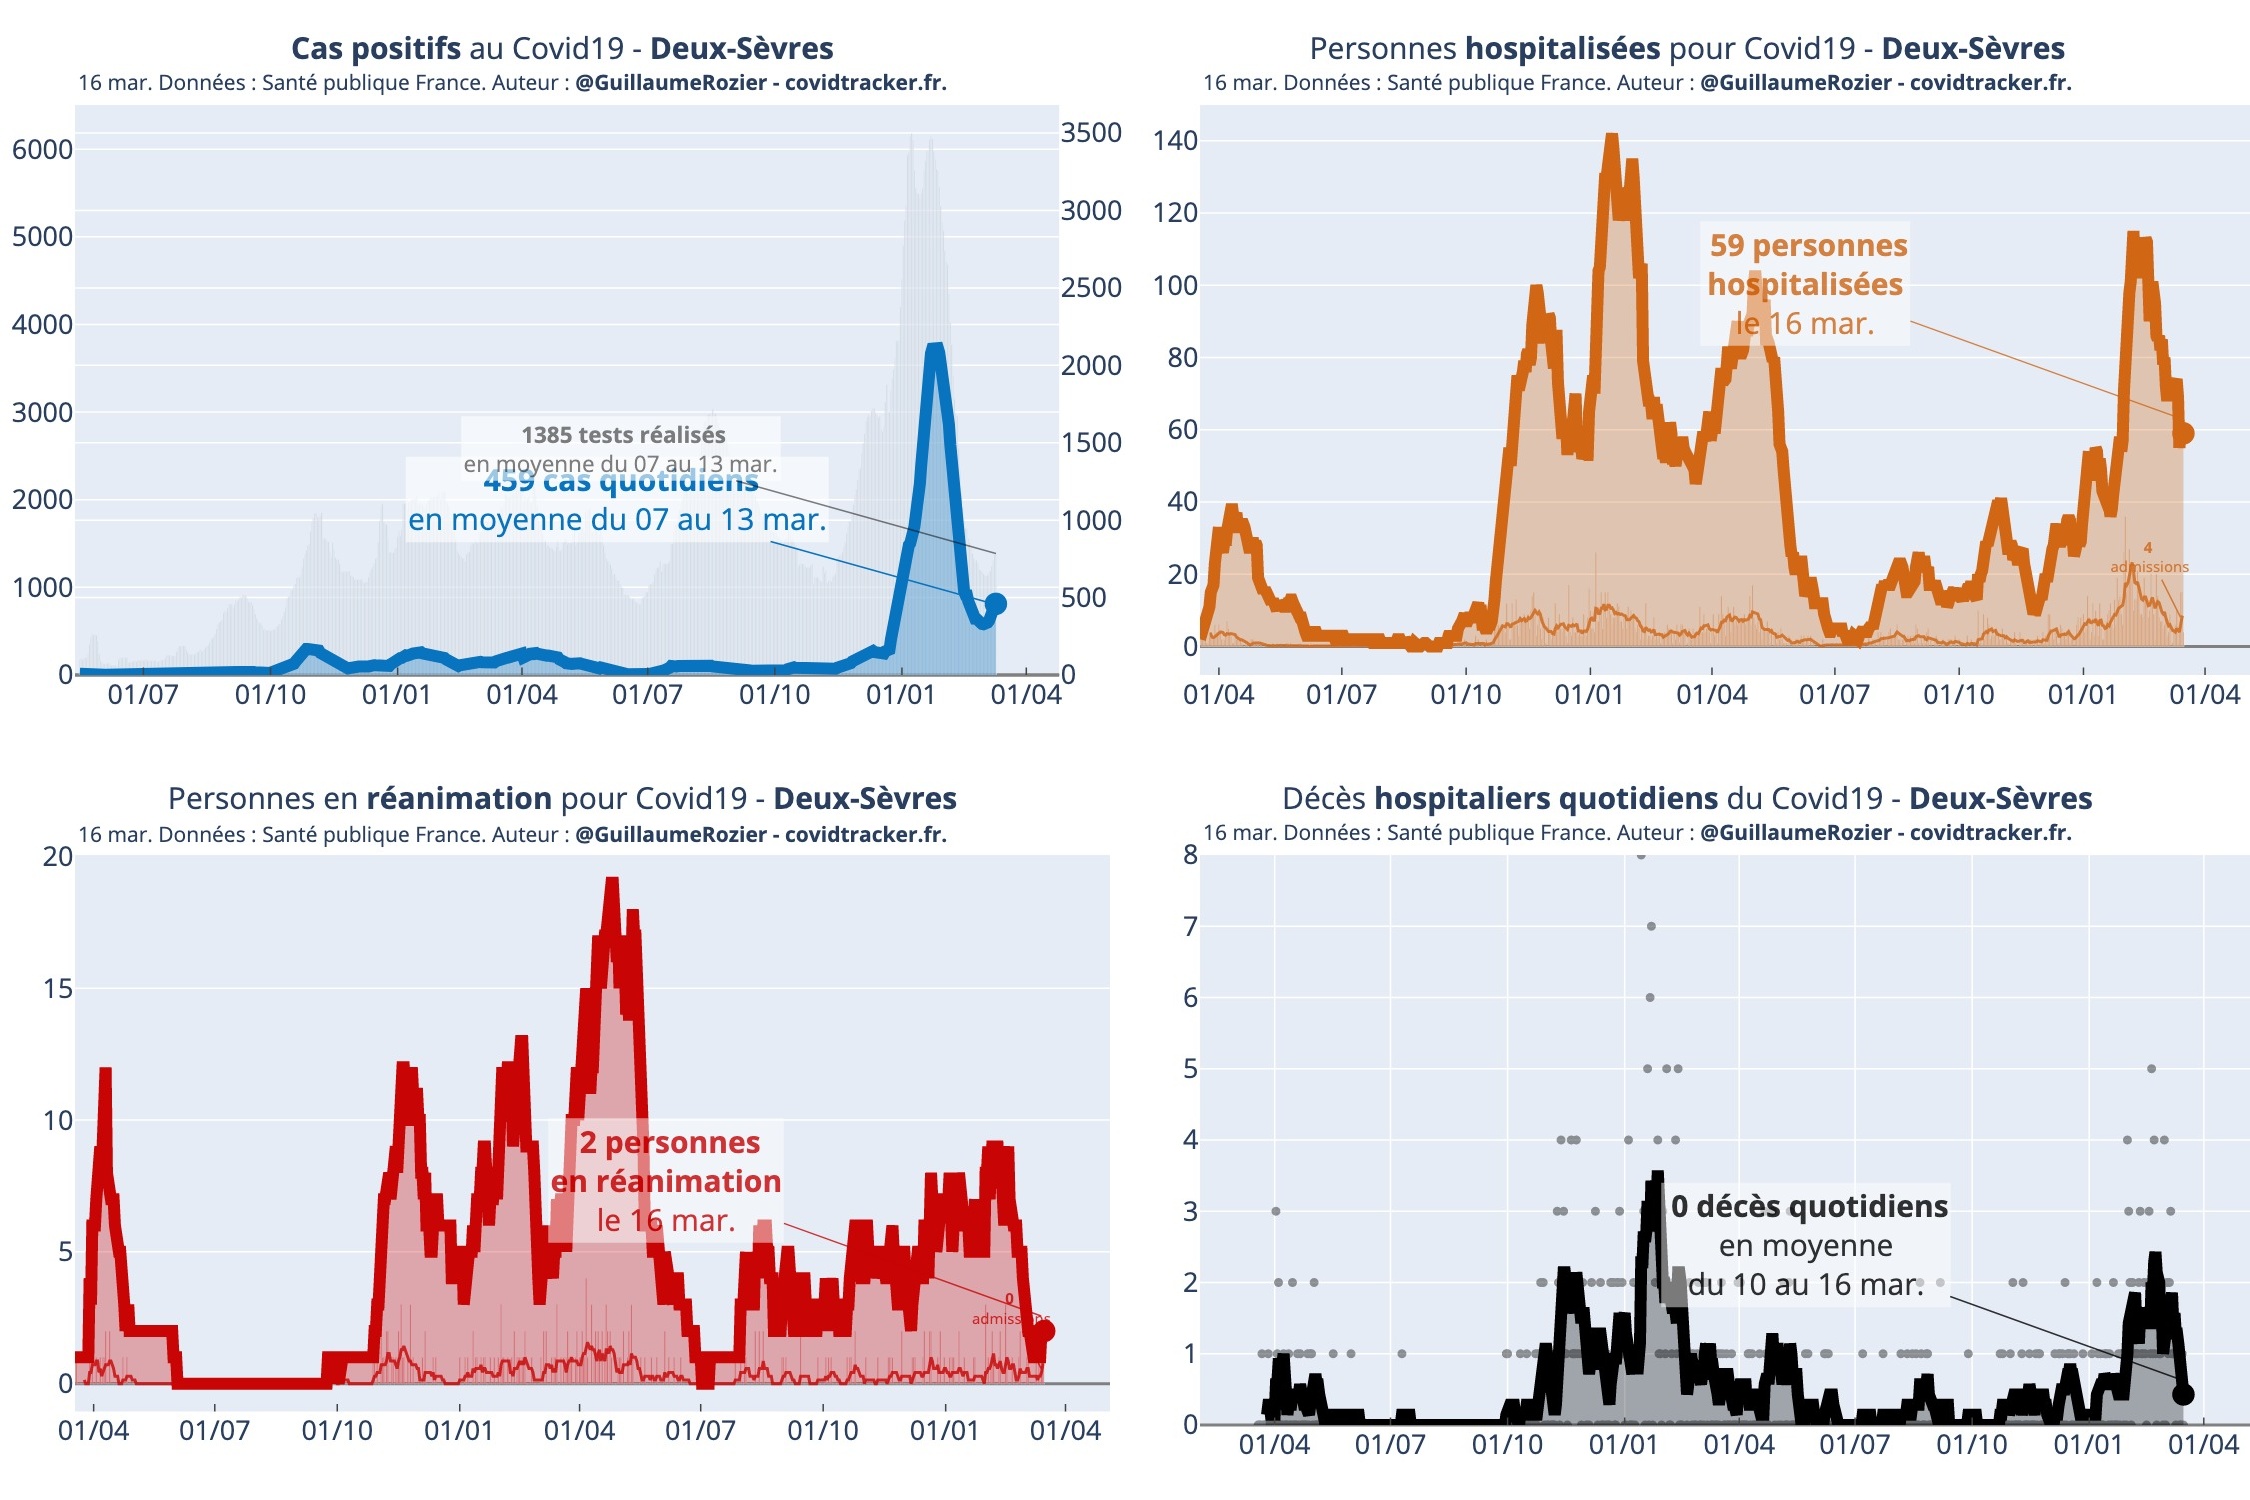 Cas positifs au Covid19 - Deux-Sèvres
16 mar. Données : Santé publique France. Auteur : @GuillaumeRozier - covidtracker.fr.
6000
5000
4000
3000
2000
1000
0
3500
3000
2500
2000
1500
1000
500
0
1385 tests réalisés
en moyenne du 07 au 13 mar.
459 cas quotidiens
en moyenne du 07 au 13 mar.
01/07 01/10 01/01 01/04 01/07 01/10 01/01 01/04
Personnes hospitalisées pour Covid19 - Deux-Sèvres
16 mar. Données : Santé publique France. Auteur : @GuillaumeRozier - covidtracker.fr.
140
120
100
80
60
40
20
0
59 personnes
hospitalisées
le 16 mar.
4
admissions
01/04 01/07 01/10 01/01 01/04 01/07 01/10 01/01 01/04
Personnes en réanimation pour Covid19 - Deux-Sèvres
16 mar. Données : Santé publique France. Auteur : @GuillaumeRozier - covidtracker.fr.
20
15
10
5
0
2 personnes
en réanimation
le 16 mar.
0
admissions
01/04 01/07 01/10 01/01 01/04 01/07 01/10 01/01 01/04
Décès hospitaliers quotidiens du Covid19 - Deux-Sèvres
16 mar. Données : Santé publique France. Auteur : @GuillaumeRozier - covidtracker.fr.
8
7
6
5
4
3
2
1
0
0 décès quotidiens
en moyenne
du 10 au 16 mar.
01/04 01/07 01/10 01/01 01/04 01/07 01/10 01/01 01/04